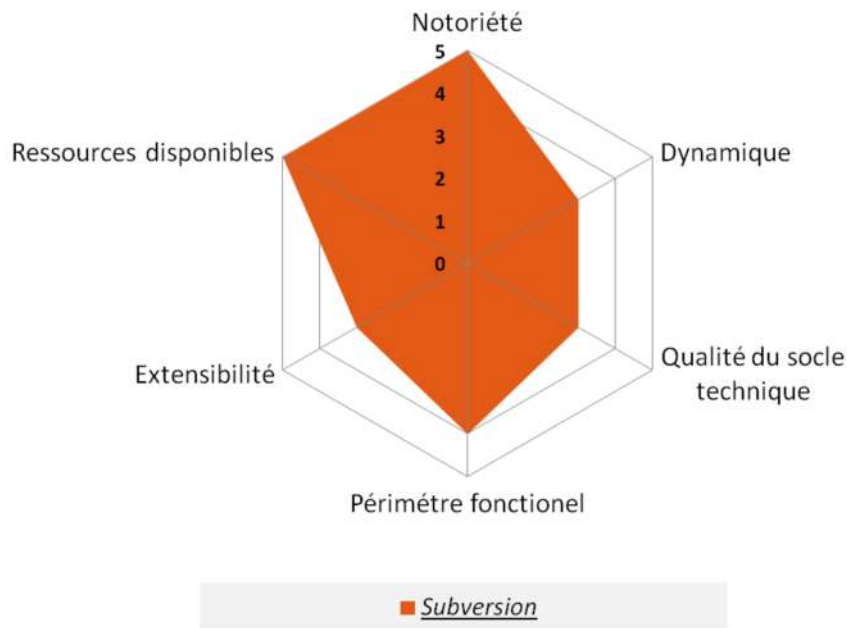 Notoriété
5
4
3
2
1
0
Ressources disponibles
Dynamique
Extensibilité
Qualité du socle
technique
Périmétre fonctionel
Subversion